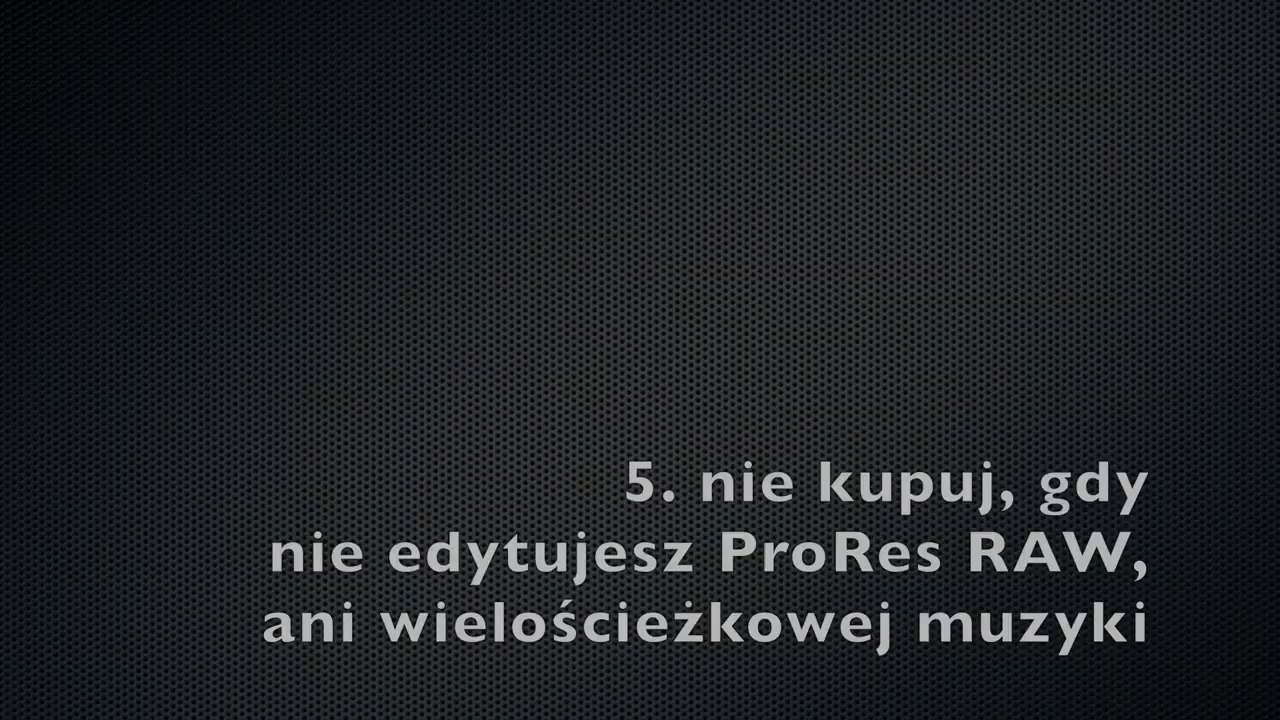 5. nie kupuj, gdy
nie edytujesz ProRes RAW,
ani wielościeżkowej muzyki